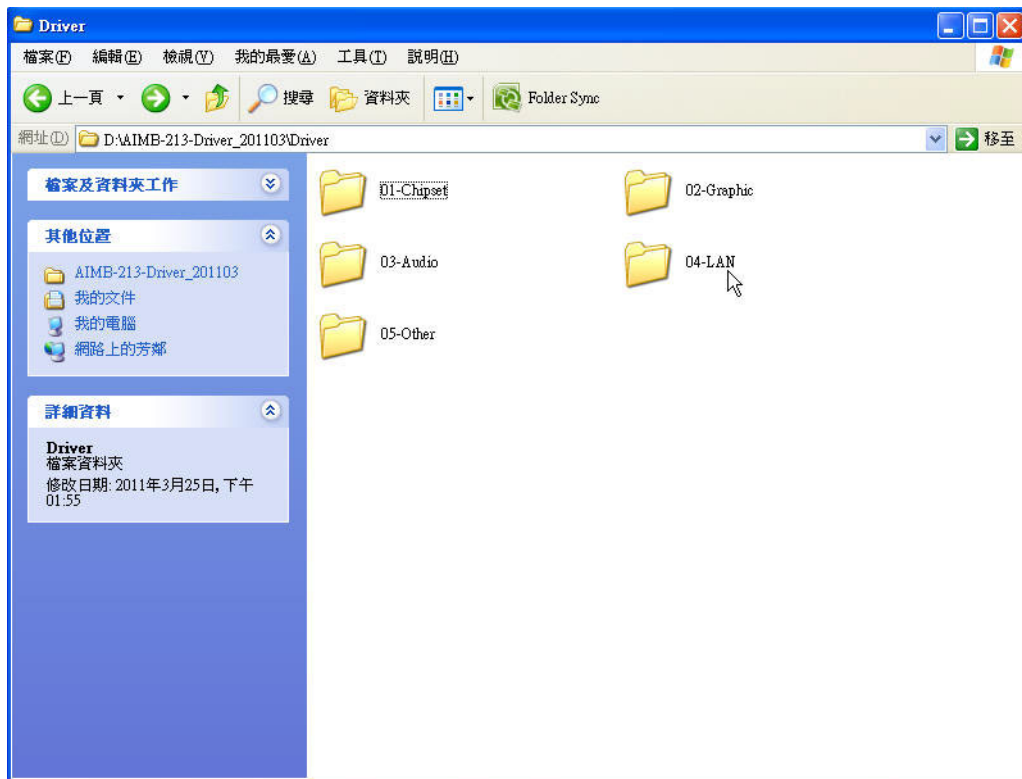 Driver
檔案(F) 編輯(E) 檢視(V) 我的最愛(A) 工具(T) 說明(H)
上一頁 搜尋 資料夾 Folder Sync
網址(D) D:\AIMB-213-Driver_201103\Driver 移至
檔案及資料夾工作
其他位置
AIMB-213-Driver_201103
我的文件
我的電腦
網路上的芳鄰
詳細資料
Driver
檔案資料夾
修改日期: 2011年3月25日, 下午
01:55
01-Chipset 02-Graphic
03-Audio 04-LAN
05-Other